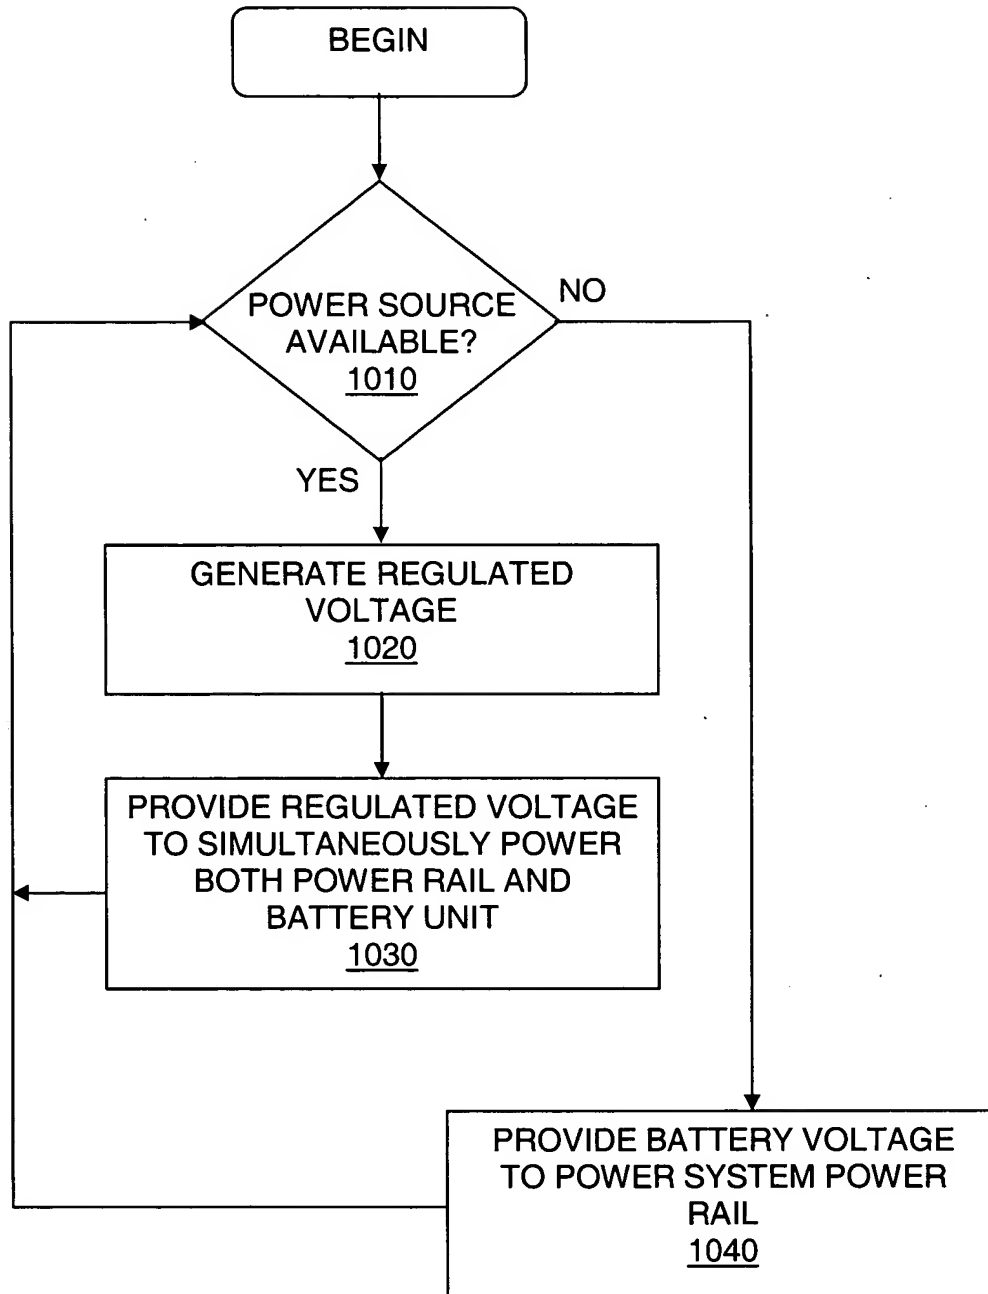 BEGIN
POWER SOURCE
AVAILABLE?
1010
NO
YES
GENERATE REGULATED
VOLTAGE
1020
PROVIDE REGULATED VOLTAGE
TO SIMULTANEOUSLY POWER
BOTH POWER RAIL AND
BATTERY UNIT
1030
PROVIDE BATTERY VOLTAGE
TO POWER SYSTEM POWER
RAIL
1040